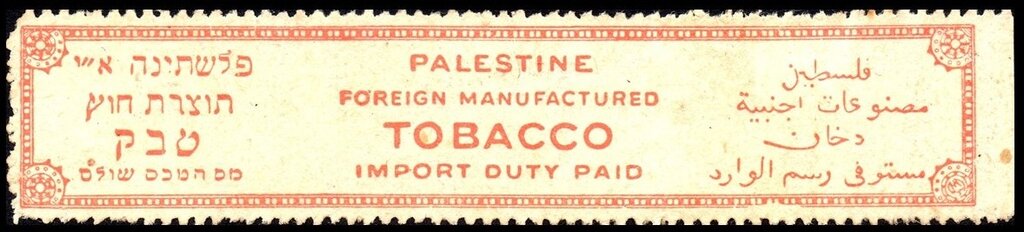 פלשתינה א״י
תוצרת חוץ
טבק
מס המכס שולם
PALESTINE
FOREIGN MANUFACTURED
TOBACCO
IMPORT DUTY PAID
فلسطين
مصنوعات اجنبية
دخان
مستوفى رسم الوارد